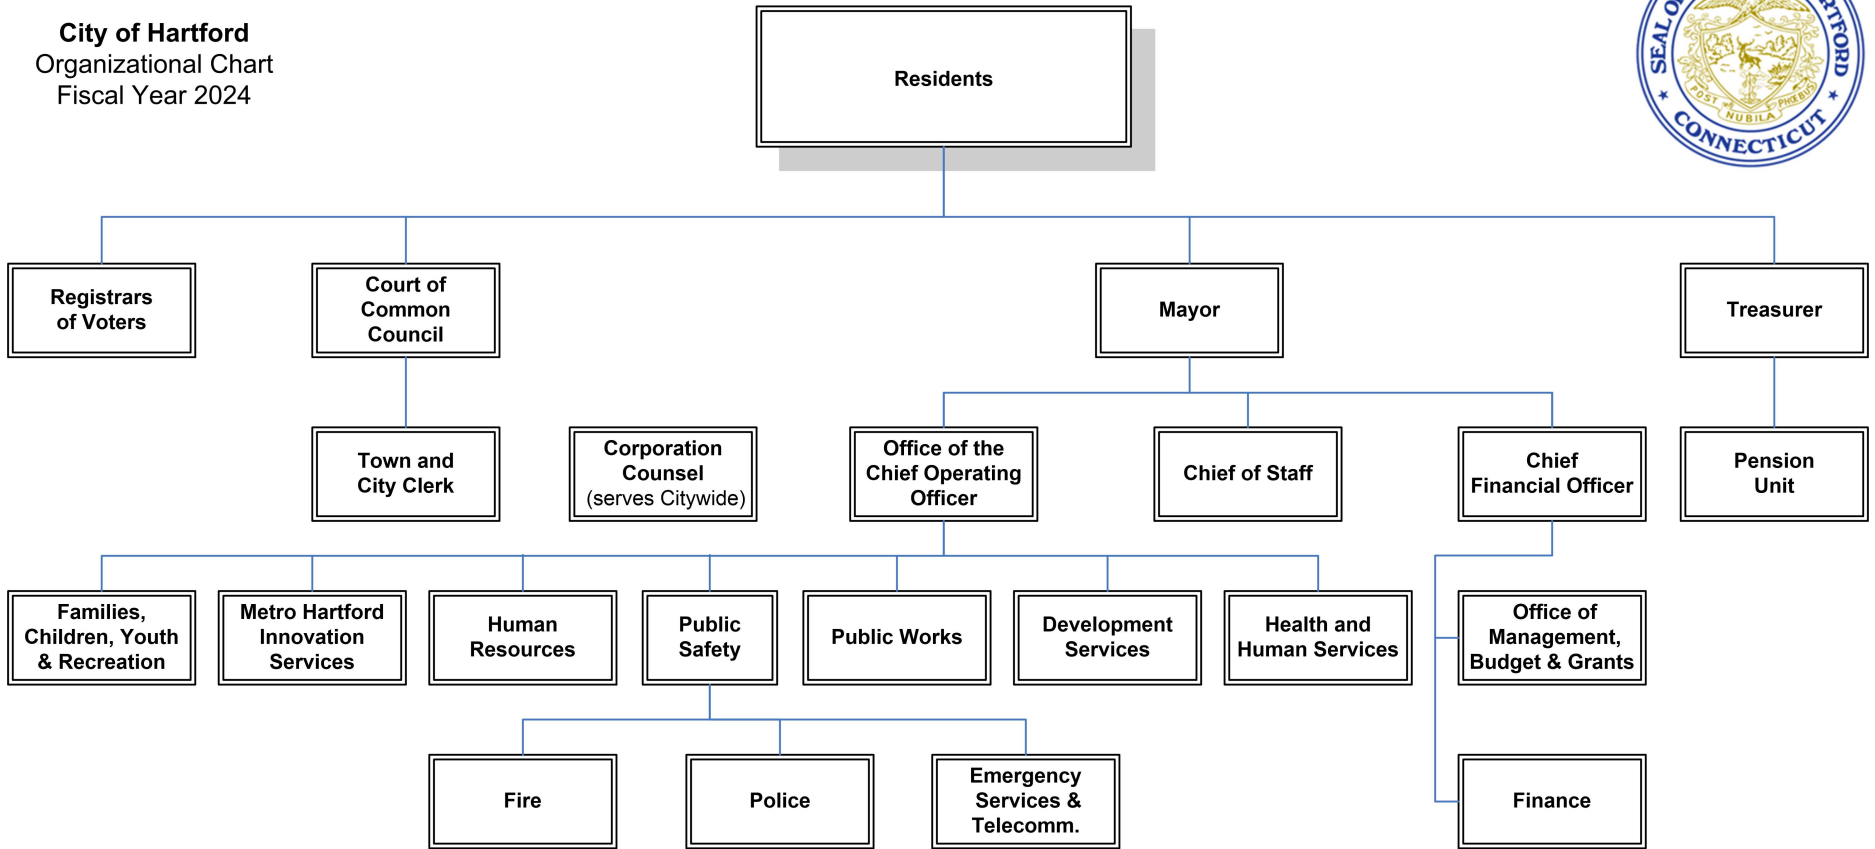 City of Hartford
Organizational Chart
Fiscal Year 2024
Residents
HARTFORD
CONNECTICUT
POST
NUBILA
PHŒBUS
Registrars
of Voters
Court of
Common
Council
Mayor
Treasurer
Town and
City Clerk
Corporation
Counsel
(serves Citywide)
Office of the
Chief Operating
Officer
Chief of Staff
Chief
Financial Officer
Pension
Unit
Families,
Children, Youth
& Recreation
Metro Hartford
Innovation
Services
Human
Resources
Public
Safety
Public Works
Development
Services
Health and
Human Services
Office of
Management,
Budget & Grants
Fire
Police
Emergency
Services &
Telecomm.
Finance